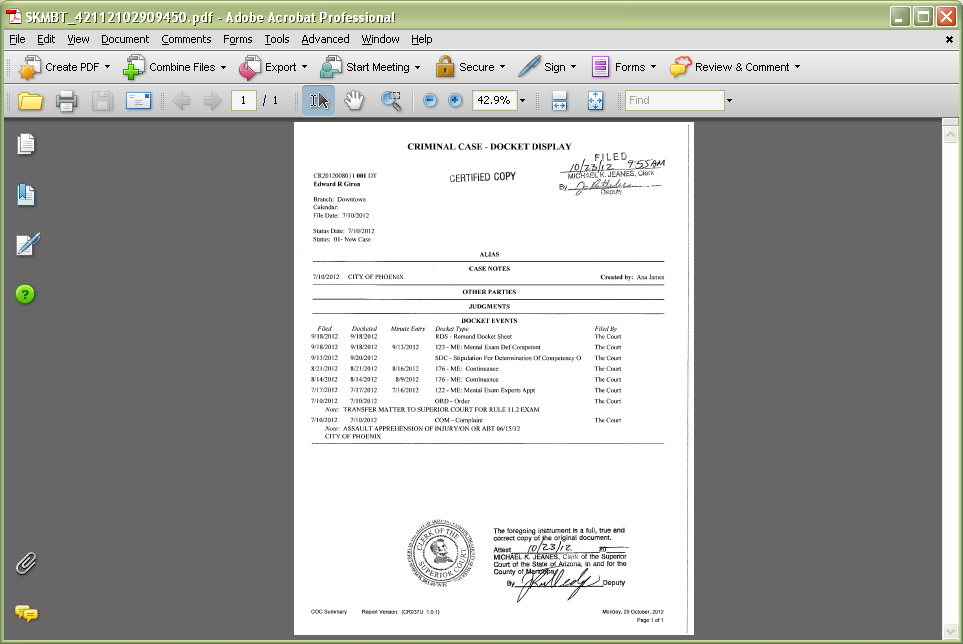 SKMBT_42112102909450.pdf - Adobe Acrobat Professional
File Edit View Document Comments Forms Tools Advanced Window Help
Create PDF Combine Files Export Start Meeting Secure Sign Forms Review & Comment
1 / 1 42.9% Find
CRIMINAL CASE - DOCKET DISPLAY
FILED
10/23/12 9:55AM
MICHAEL K. JEANES, Clerk
By
Deputy
CERTIFIED COPY
CR2012008011 001 DT
Edward R Giron
Branch: Downtown
Calendar:
File Date: 7/10/2012
Status Date: 7/10/2012
Status: 01- New Case
ALIAS
CASE NOTES
7/10/2012 CITY OF PHOENIX Created by: Ana James
OTHER PARTIES
JUDGMENTS
DOCKET EVENTS
Filed Docketed Minute Entry Docket Type Filed By
9/18/2012 9/18/2012 RDS - Remand Docket Sheet The Court
9/18/2012 9/18/2012 9/13/2012 123 - ME: Mental Exam Def Competent The Court
9/13/2012 9/20/2012 SDC - Stipulation For Determination Of Competency O The Court
8/21/2012 8/21/2012 8/16/2012 176 - ME: Continuance The Court
8/14/2012 8/14/2012 8/9/2012 176 - ME: Continuance The Court
7/17/2012 7/17/2012 7/16/2012 122 - ME: Mental Exam Experts Appt The Court
7/10/2012 7/10/2012 ORD - Order The Court
Note: TRANSFER MATTER TO SUPERIOR COURT FOR RULE 11.2 EXAM
7/10/2012 7/10/2012 COM - Complaint The Court
Note: ASSAULT APPREHENSION OF INJURY/ON OR ABT 06/15/12
CITY OF PHOENIX
CLERK OF THE SUPERIOR COURT
The foregoing instrument is a full, true and
correct copy of the original document.
Attest 10/23/12 20
MICHAEL K. JEANES, Clerk of the Superior
Court of the State of Arizona, in and for the
County of Maricopa.
By Deputy
COC Summary Report Version: (CR037U 1.0.1) Monday, 29 October, 2012
Page 1 of 1